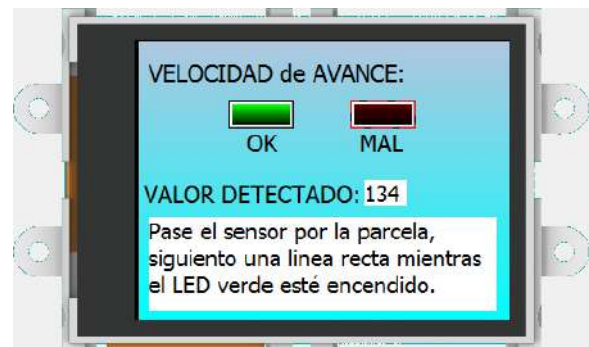 VELOCIDAD de AVANCE:
OK MAL
VALOR DETECTADO: 134
Pase el sensor por la parcela,
siguiento una linea recta mientras
el LED verde esté encendido.